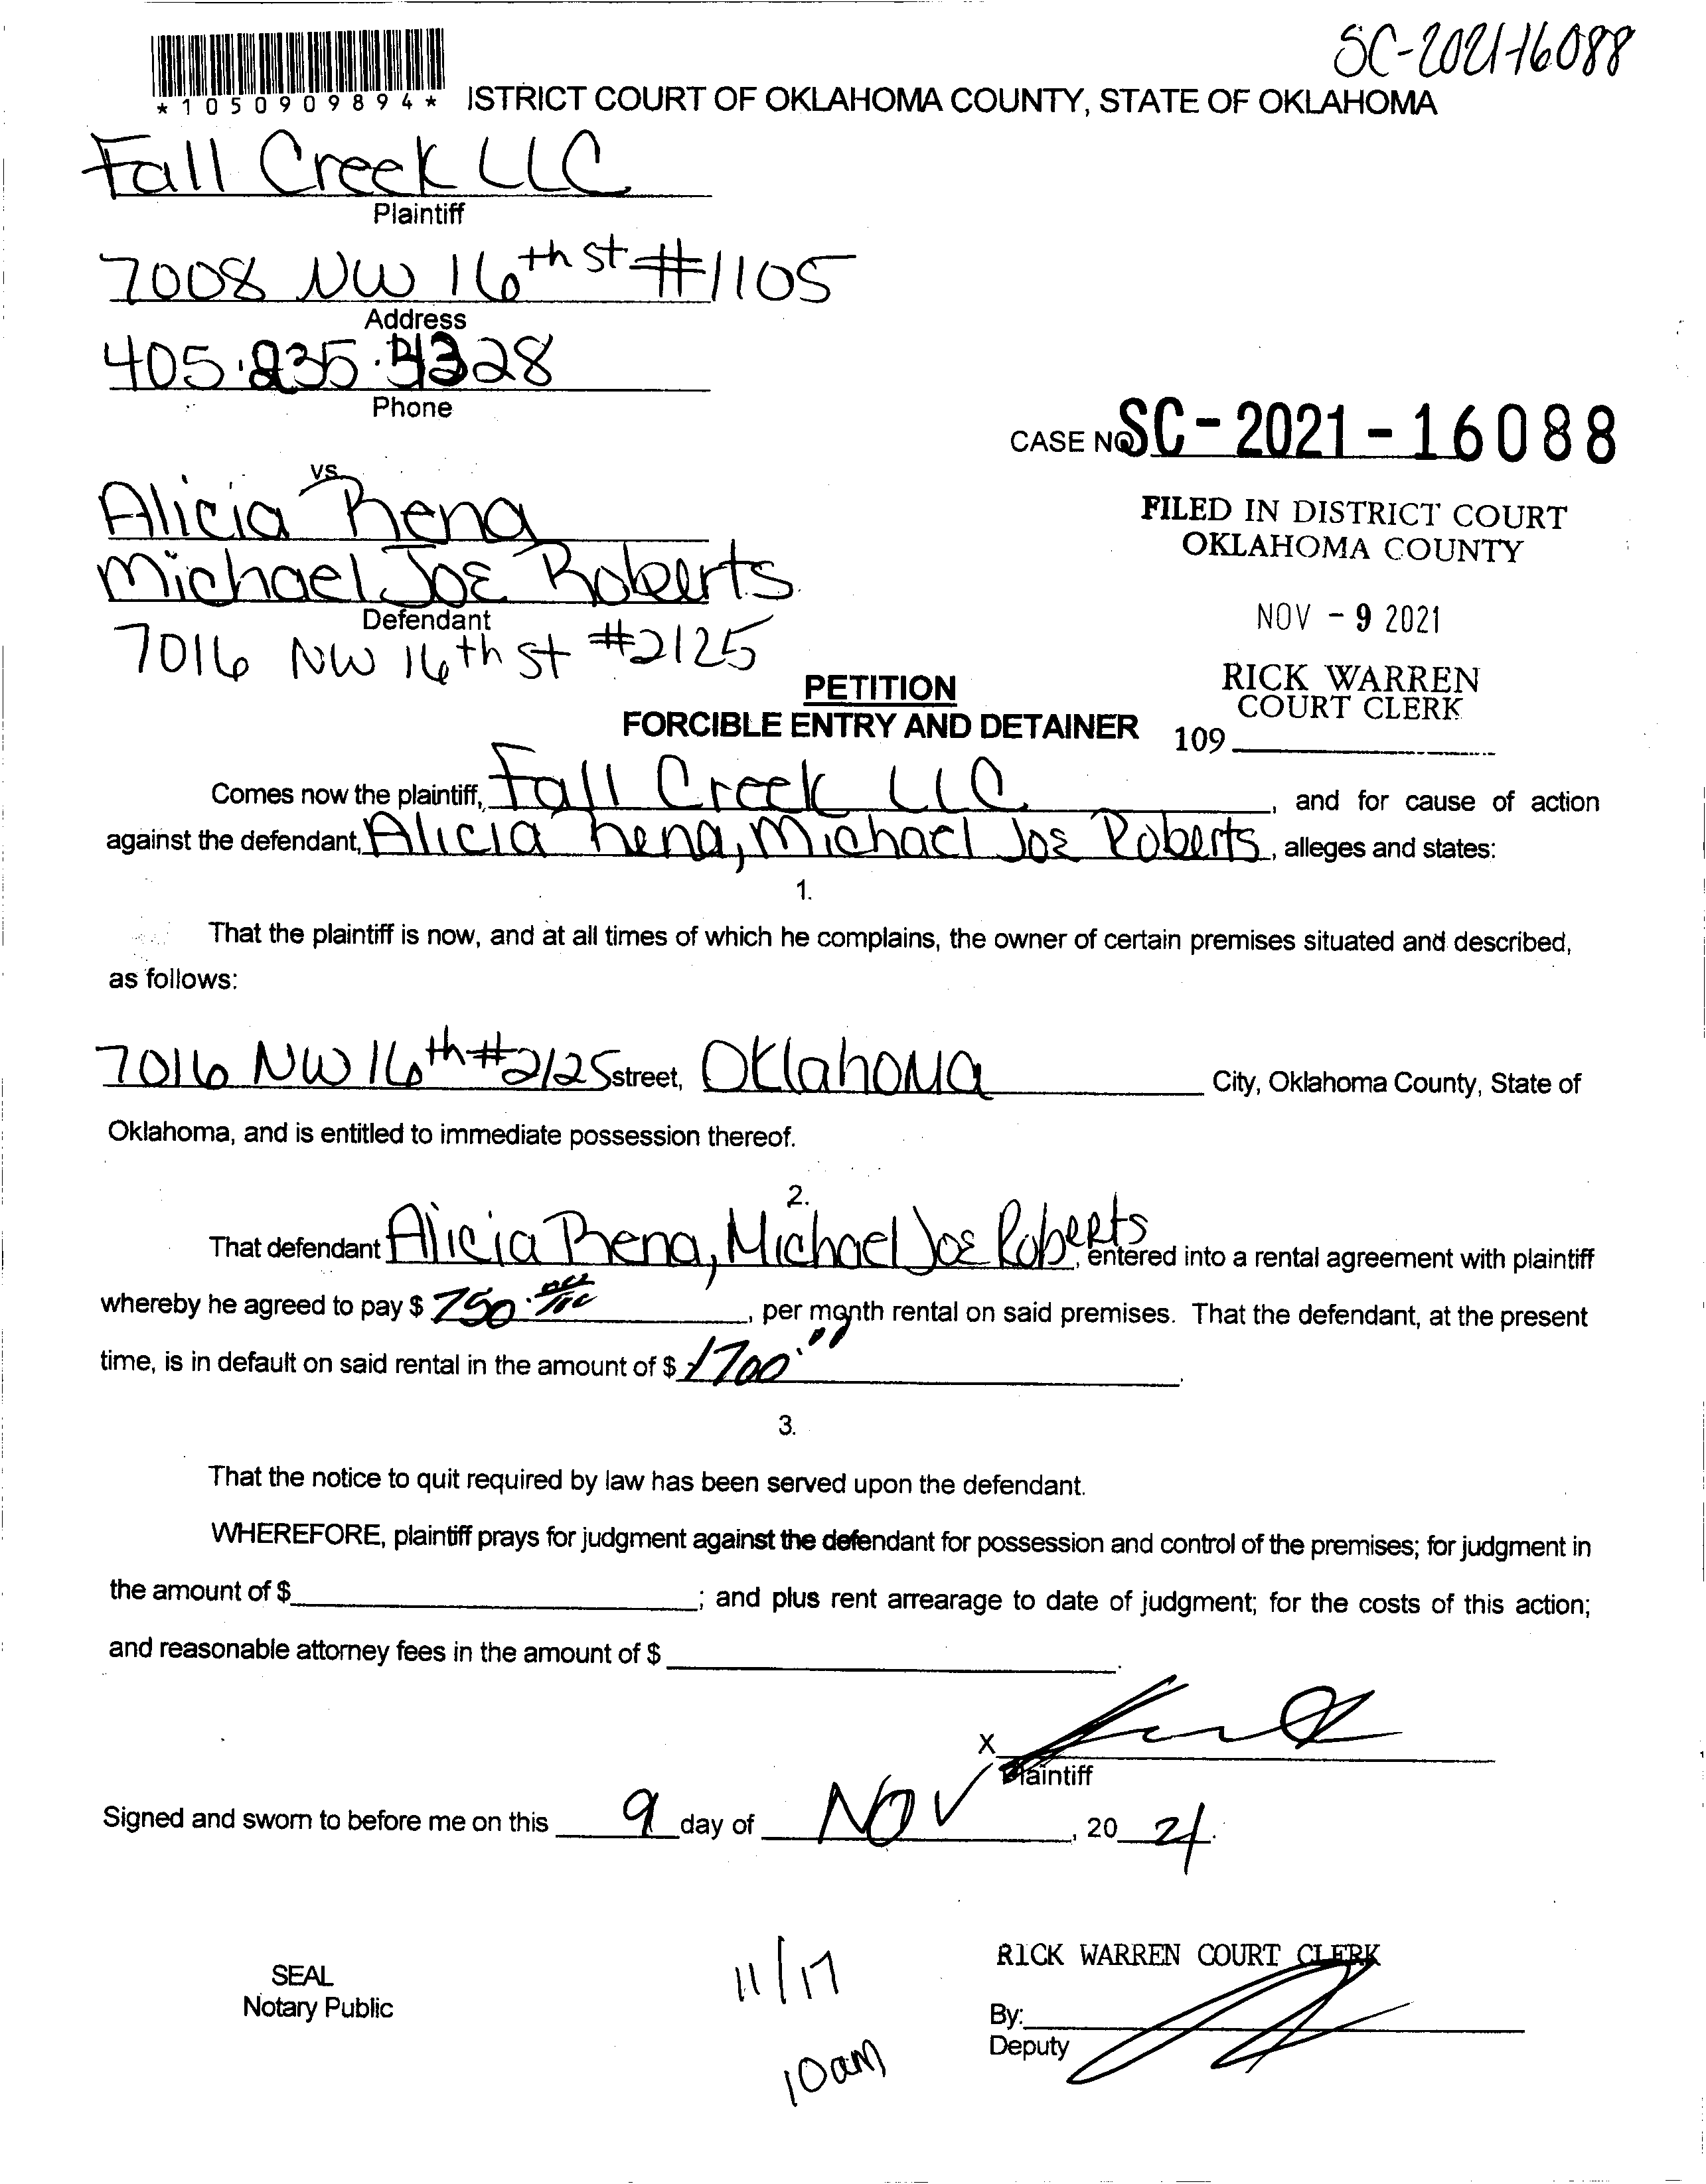 SC-2021-16088
*1050909894* ISTRICT COURT OF OKLAHOMA COUNTY, STATE OF OKLAHOMA
Fall Creek LLC
Plaintiff
7008 NW 16th st #1105
Address
405.235.4328
Phone
CASE NO. SC-2021-16088
vs.
Alicia Rena
Michael Joe Roberts
Defendant
7016 NW 16th st #2125
FILED IN DISTRICT COURT
OKLAHOMA COUNTY
NOV - 9 2021
RICK WARREN
COURT CLERK
109
PETITION
FORCIBLE ENTRY AND DETAINER
Comes now the plaintiff, Fall Creek LLC, and for cause of action
against the defendant, Alicia Rena, Michael Joe Roberts, alleges and states:
1.
That the plaintiff is now, and at all times of which he complains, the owner of certain premises situated and described,
as follows:
7016 NW 16th #2125 street, Oklahoma City, Oklahoma County, State of
Oklahoma, and is entitled to immediate possession thereof.
2.
That defendant Alicia Rena, Michael Joe Roberts, entered into a rental agreement with plaintiff
whereby he agreed to pay $ 750., per month rental on said premises. That the defendant, at the present
time, is in default on said rental in the amount of $ 1700.00.
3.
That the notice to quit required by law has been served upon the defendant.
WHEREFORE, plaintiff prays for judgment against the defendant for possession and control of the premises; for judgment in
the amount of $ ; and plus rent arrearage to date of judgment; for the costs of this action;
and reasonable attorney fees in the amount of $ .
X
Plaintiff
Signed and sworn to before me on this 9 day of NOV, 20 21.
SEAL
Notary Public
11/17
10am
RICK WARREN COURT CLERK
By:
Deputy